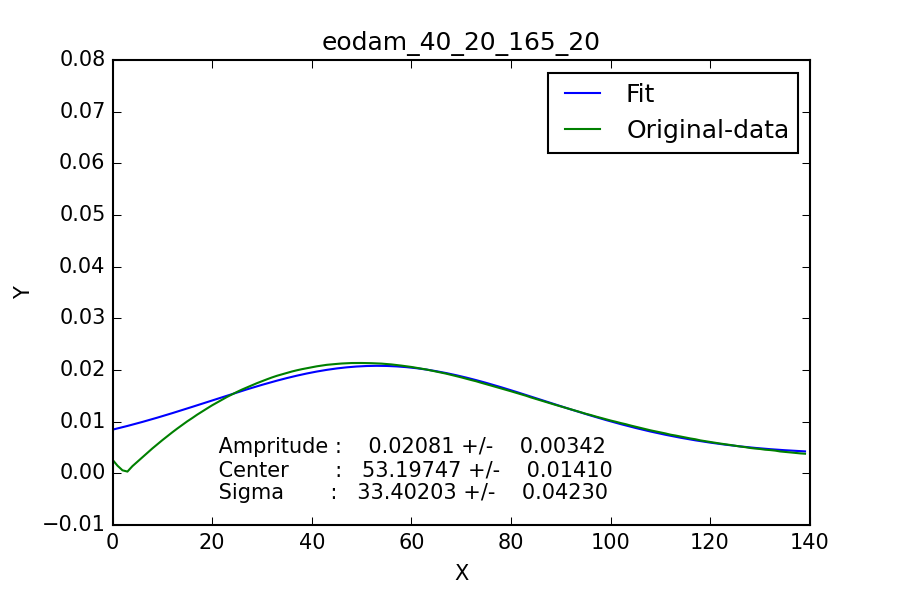 eodam_40_20_165_20
0.08
0.07
0.06
0.05
0.04
0.03
0.02
0.01
0.00
−0.01
Y
Fit
Original-data
Ampritude : 0.02081 +/- 0.00342
Center : 53.19747 +/- 0.01410
Sigma : 33.40203 +/- 0.04230
0 20 40 60 80 100 120 140
X